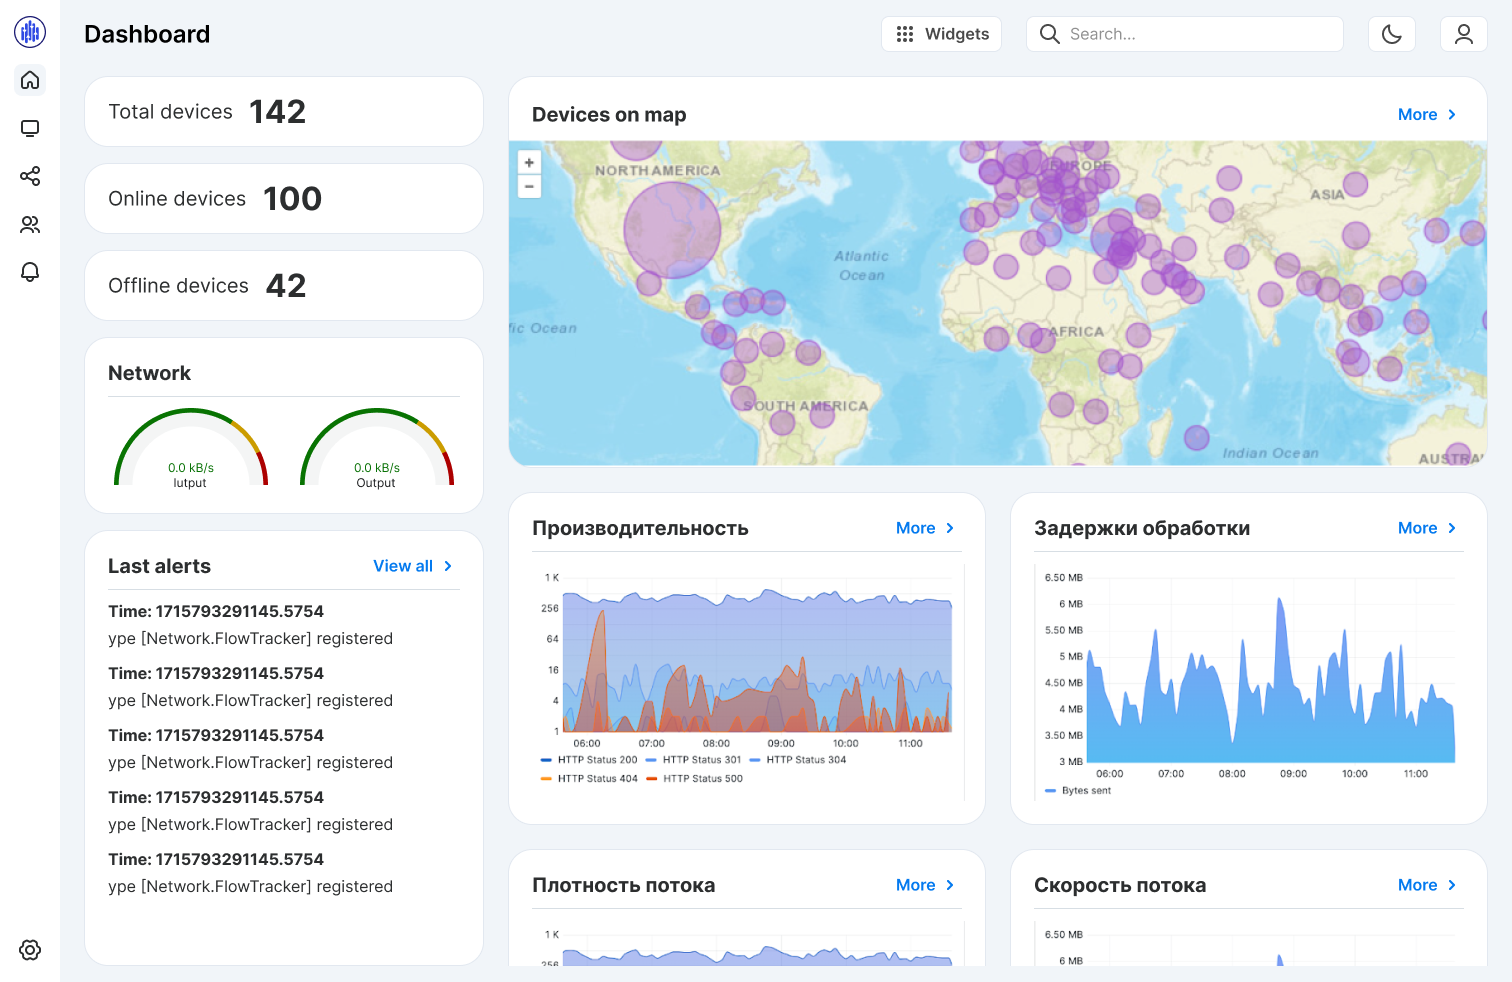 Dashboard
Widgets
Search...
Total devices 142
Online devices 100
Offline devices 42
Network
0.0 kB/s
Iutput
0.0 kB/s
Output
Last alerts
View all
Time: 1715793291145.5754
ype [Network.FlowTracker] registered
Time: 1715793291145.5754
ype [Network.FlowTracker] registered
Time: 1715793291145.5754
ype [Network.FlowTracker] registered
Time: 1715793291145.5754
ype [Network.FlowTracker] registered
Time: 1715793291145.5754
ype [Network.FlowTracker] registered
Devices on map
More
+
−
NORTH AMERICA
EUROPE
ASIA
Atlantic
Ocean
fic Ocean
AFRICA
SOUTH AMERICA
Indian Ocean
AUSTRA
Производительность
More
1 K
256
64
16
4
1
06:00 07:00 08:00 09:00 10:00 11:00
HTTP Status 200 HTTP Status 301 HTTP Status 304
HTTP Status 404 HTTP Status 500
Задержки обработки
More
6.50 MB
6 MB
5.50 MB
5 MB
4.50 MB
4 MB
3.50 MB
3 MB
06:00 07:00 08:00 09:00 10:00 11:00
Bytes sent
Плотность потока
More
1 K
256
Скорость потока
More
6.50 MB
6 MB